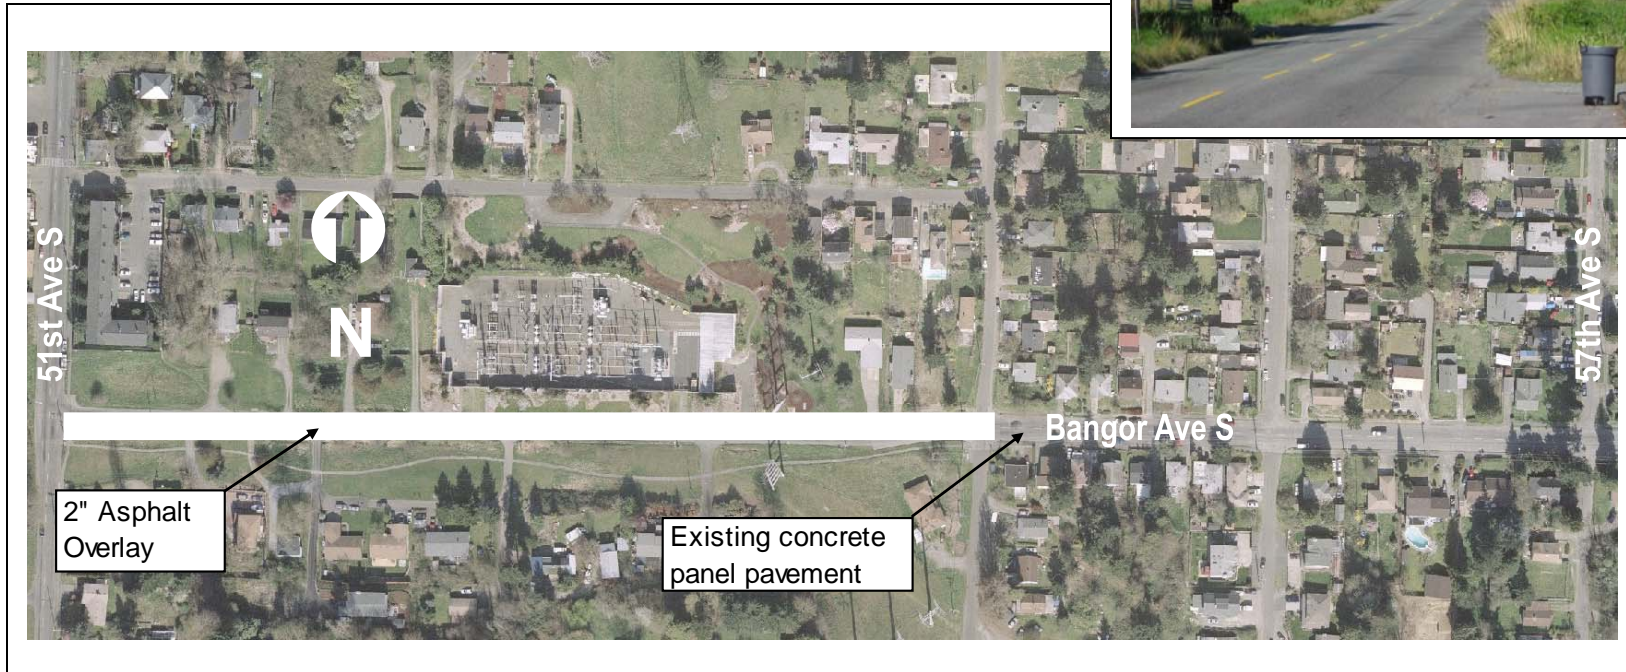 51st Ave S
N
57th Ave S
Bangor Ave S
2" Asphalt
Overlay
Existing concrete
panel pavement